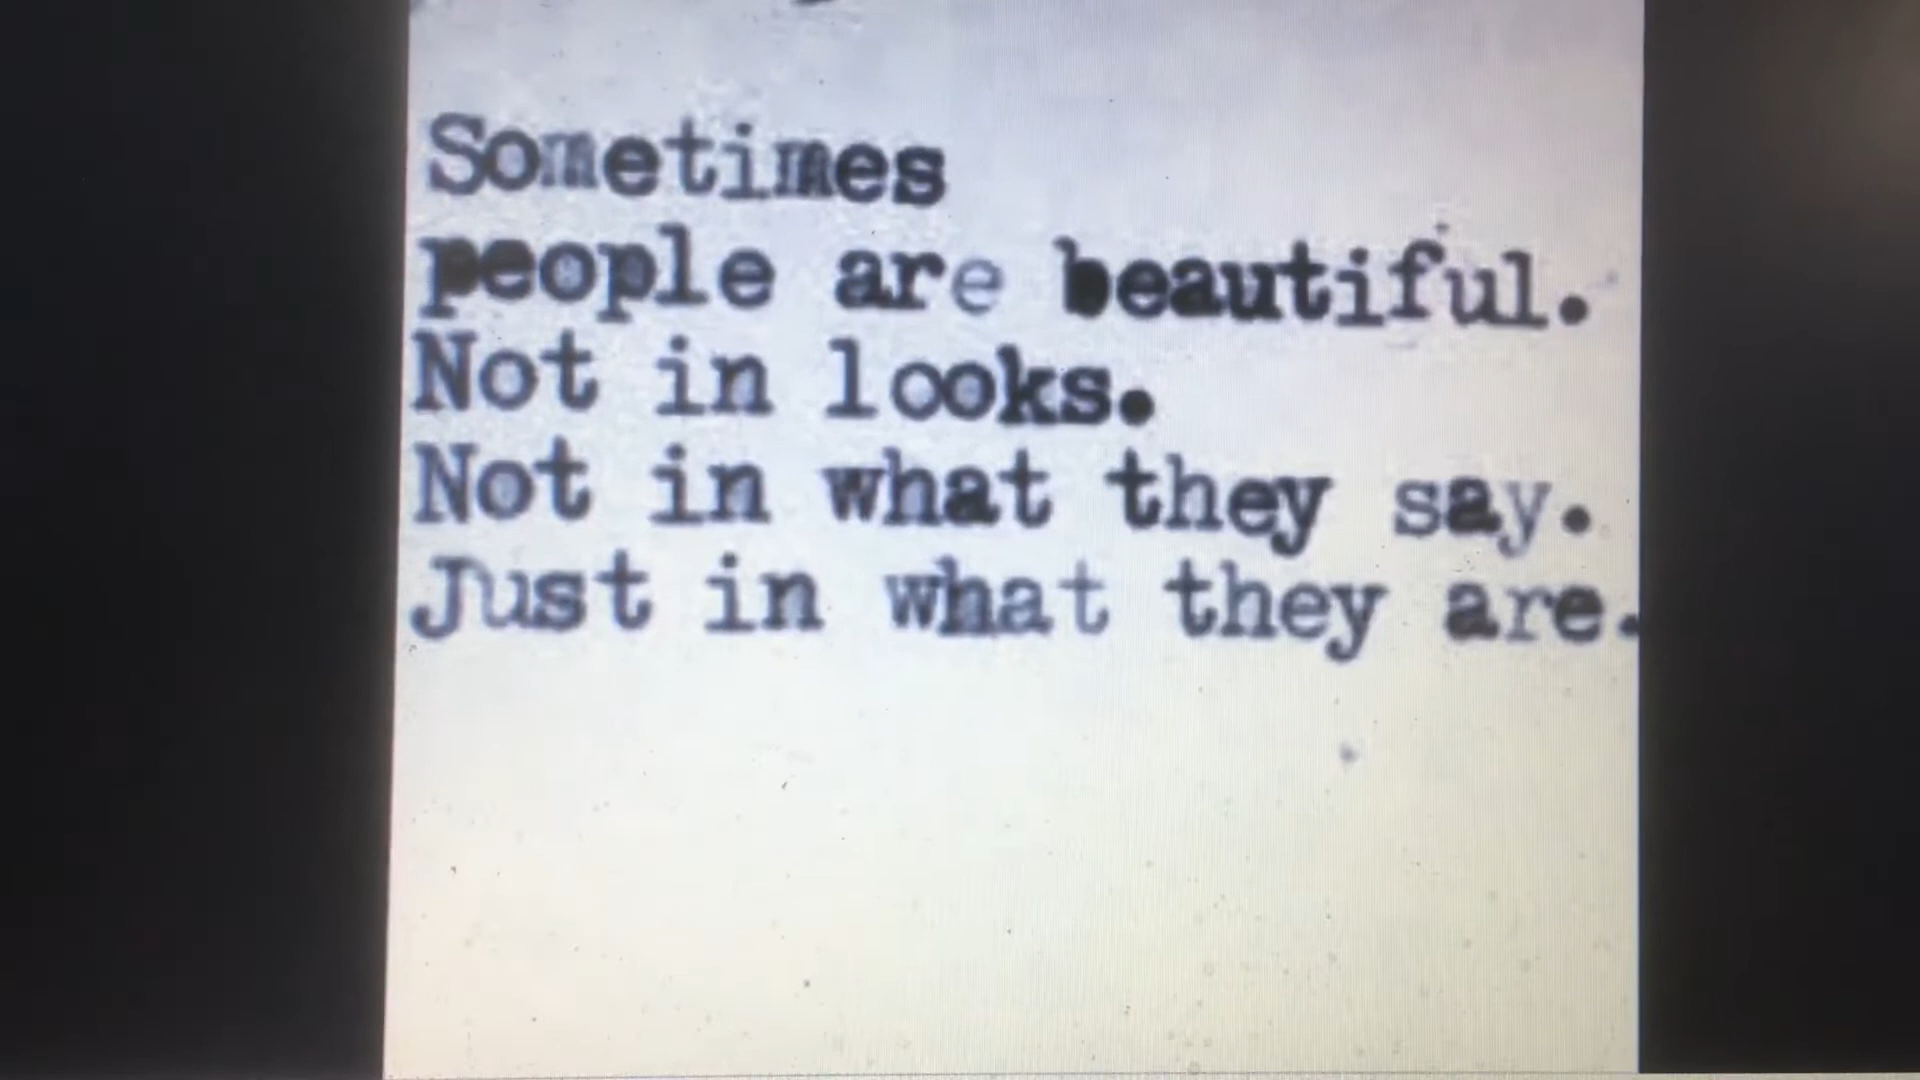 Sometimes
people are beautiful.
Not in looks.
Not in what they say.
Just in what they are.